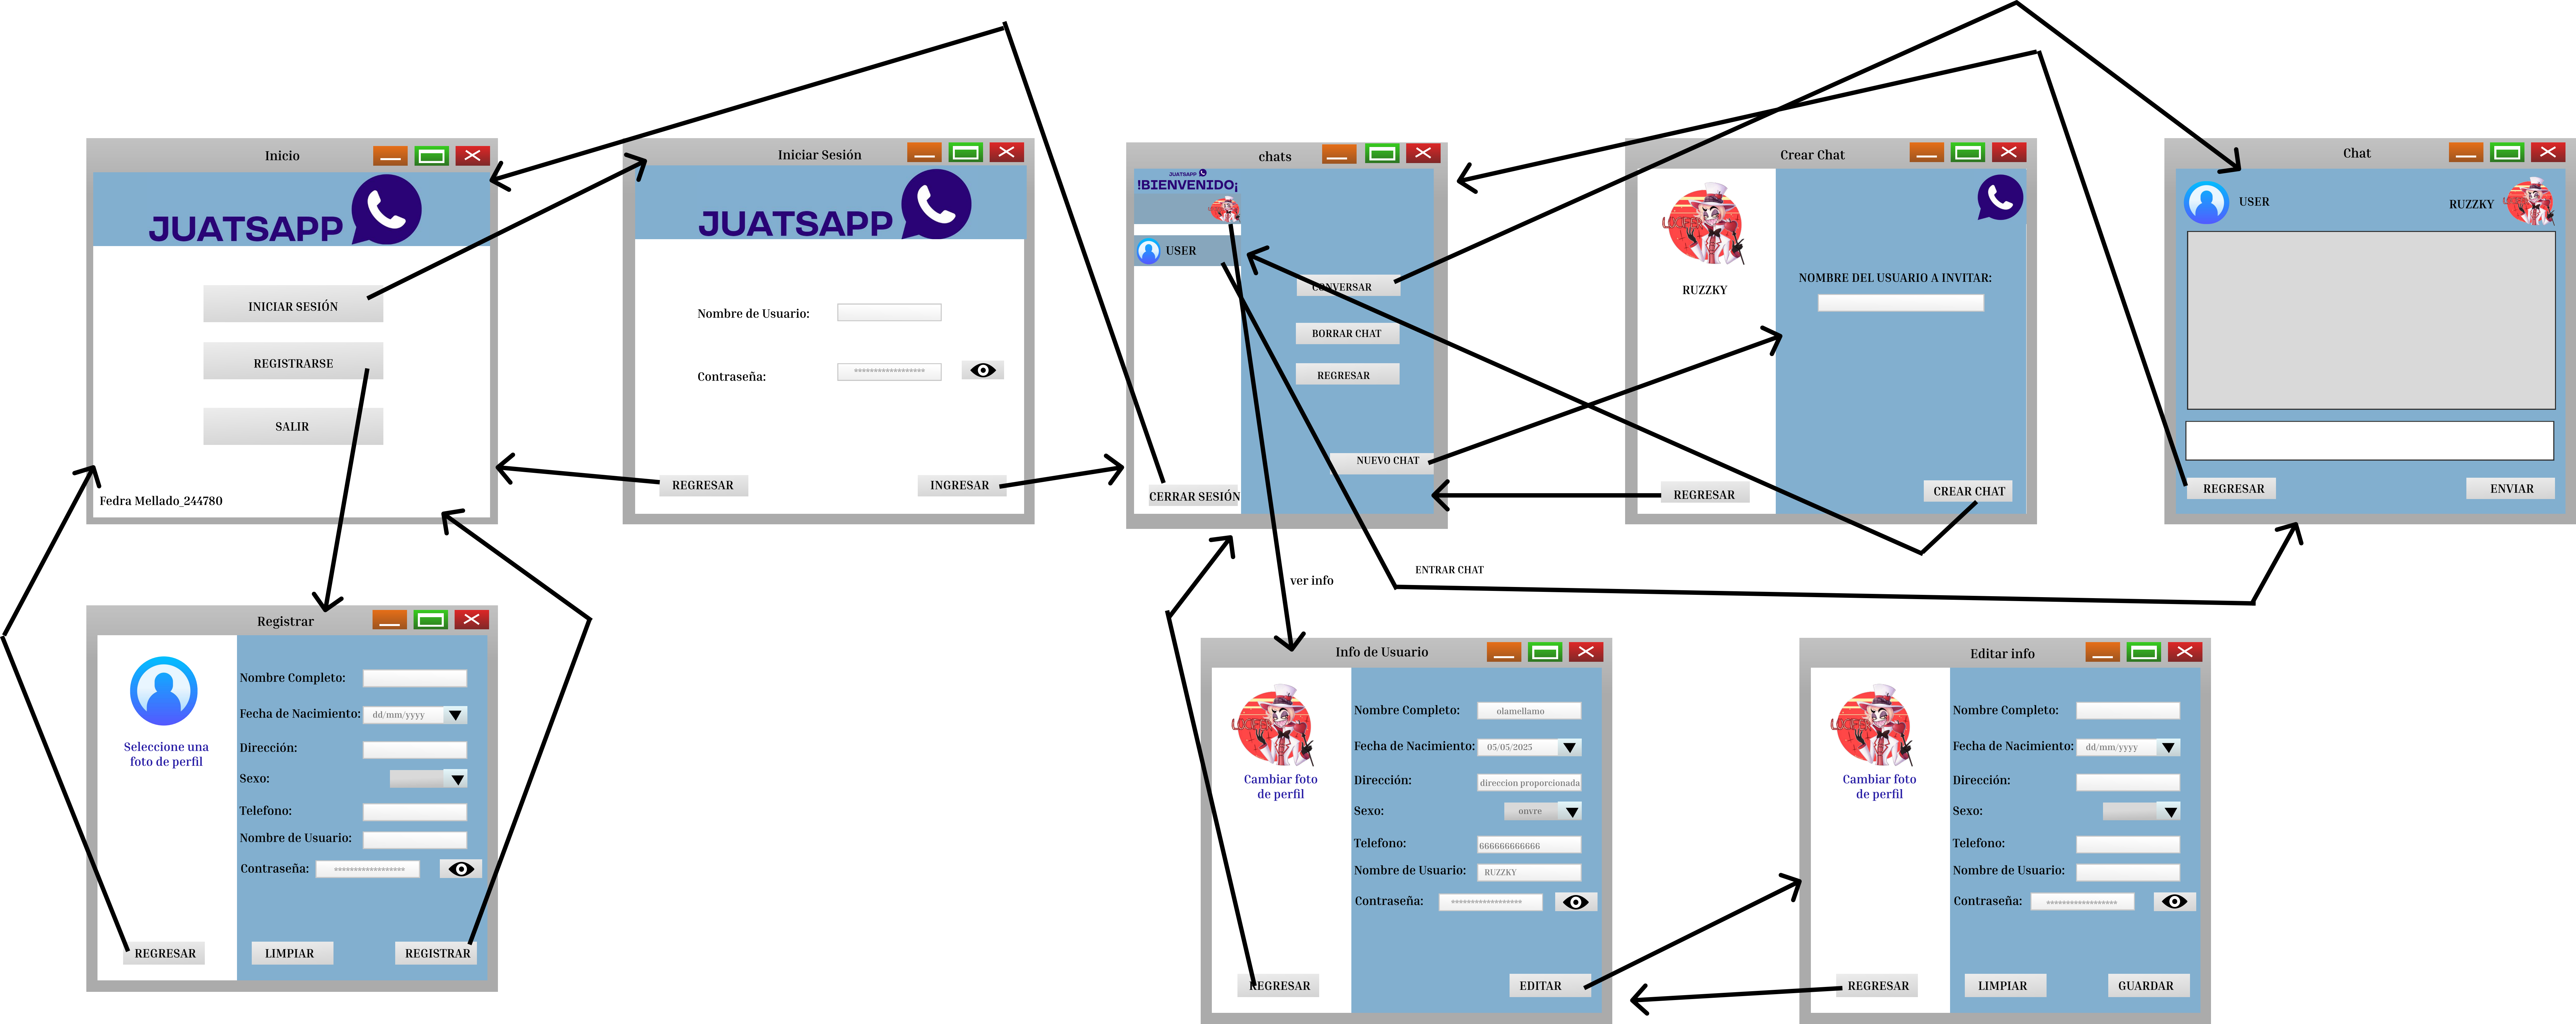 Inicio
JUATSAPP
INICIAR SESIÓN
REGISTRARSE
SALIR
Fedra Mellado_244780
Iniciar Sesión
JUATSAPP
Nombre de Usuario:
Contraseña:
******************
REGRESAR
INGRESAR
chats
JUATSAPP
!BIENVENIDO¡
USER
CONVERSAR
BORRAR CHAT
REGRESAR
NUEVO CHAT
CERRAR SESIÓN
Crear Chat
RUZZKY
NOMBRE DEL USUARIO A INVITAR:
REGRESAR
CREAR CHAT
Chat
USER
RUZZKY
REGRESAR
ENVIAR
ver info
ENTRAR CHAT
Registrar
Seleccione una
foto de perfil
Nombre Completo:
Fecha de Nacimiento:
dd/mm/yyyy
Dirección:
Sexo:
Telefono:
Nombre de Usuario:
Contraseña:
******************
REGRESAR
LIMPIAR
REGISTRAR
Info de Usuario
Cambiar foto
de perfil
Nombre Completo:
olamellamo
Fecha de Nacimiento:
05/05/2025
Dirección:
direccion proporcionada
Sexo:
onvre
Telefono:
666666666666
Nombre de Usuario:
RUZZKY
Contraseña:
******************
REGRESAR
EDITAR
Editar info
Cambiar foto
de perfil
Nombre Completo:
Fecha de Nacimiento:
dd/mm/yyyy
Dirección:
Sexo:
Telefono:
Nombre de Usuario:
Contraseña:
******************
REGRESAR
LIMPIAR
GUARDAR